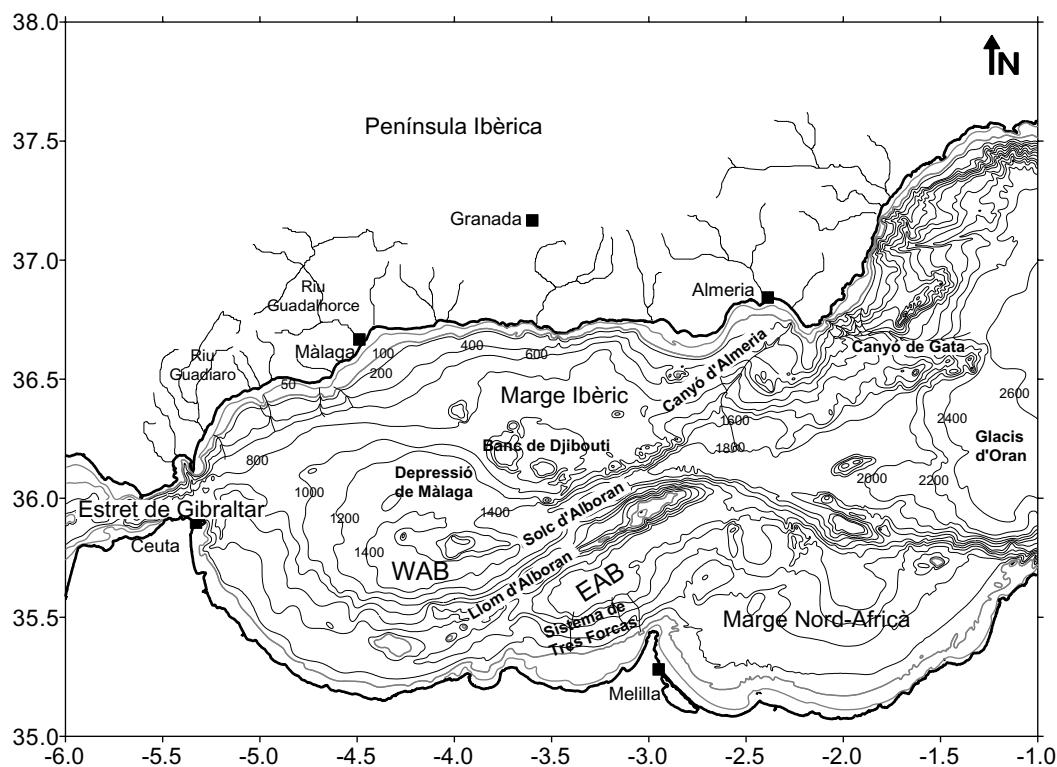 38.0
37.5
37.0
36.5
36.0
35.5
35.0
N
Península Ibèrica
Granada
Almeria
Riu
Guadalhorce
Màlaga
Riu
Guadiaro
100
200
50
400
600
800
1000
1200
1400
1400
Marge Ibèric
Canyó d'Almeria
Canyó de Gata
1600
1800
2000
2200
2400
2600
Glacis
d'Oran
Banc de Djibouti
Depressió
de Màlaga
Estret de Gibraltar
Ceuta
WAB
Solc d'Alboran
Llom d'Alboran
EAB
Sistema de
Tres Forcas
Marge Nord-Africà
Melilla
-6.0
-5.5
-5.0
-4.5
-4.0
-3.5
-3.0
-2.5
-2.0
-1.5
-1.0